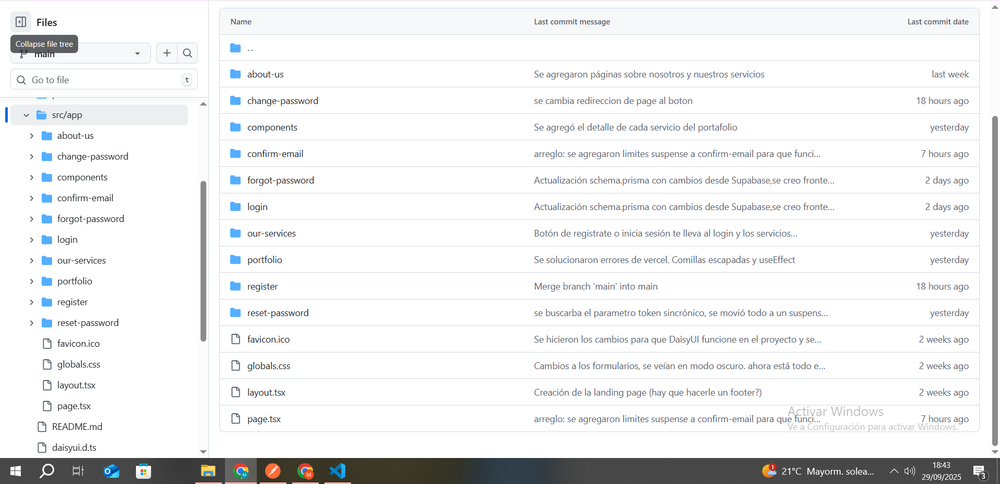 Files
Collapse file tree
main
Go to file
t
src/app
about-us
change-password
components
confirm-email
forgot-password
login
our-services
portfolio
register
reset-password
favicon.ico
globals.css
layout.tsx
page.tsx
README.md
daisyui.d.ts
Name Last commit message Last commit date
..
about-us Se agregaron páginas sobre nosotros y nuestros servicios last week
change-password se cambia redireccion de page al boton 18 hours ago
components Se agregó el detalle de cada servicio del portafolio yesterday
confirm-email arreglo: se agregaron limites suspense a confirm-email para que funci... 7 hours ago
forgot-password Actualización schema.prisma con cambios desde Supabase,se creo fronte... 2 days ago
login Actualización schema.prisma con cambios desde Supabase,se creo fronte... 2 days ago
our-services Botón de registrate o inicia sesión te lleva al login y los servicios... yesterday
portfolio Se solucionaron errores de vercel. Comillas escapadas y useEffect yesterday
register Merge branch 'main' into main 18 hours ago
reset-password se buscarba el parametro token sincrónico, se movió todo a un suspens... yesterday
favicon.ico Se hicieron los cambios para que DaisyUI funcione en el proyecto y se... 2 weeks ago
globals.css Cambios a los formularios, se veían en modo oscuro. ahora está todo e... 2 weeks ago
layout.tsx Creación de la landing page (hay que hacerle un footer?) 2 weeks ago
page.tsx arreglo: se agregaron limites suspense a confirm-email para que funci... 7 hours ago
Activar Windows
Ve a Configuración para activar Windows.
1
21°C Mayorm. solea...
18:43
29/09/2025
3